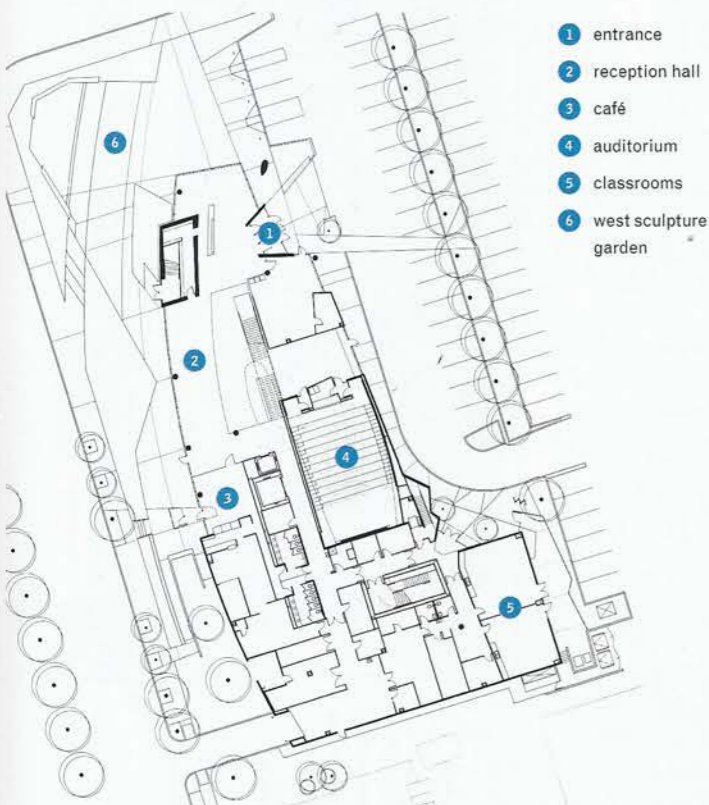 1 entrance
2 reception hall
3 café
4 auditorium
5 classrooms
6 west sculpture
garden
6
1
2
4
3
5